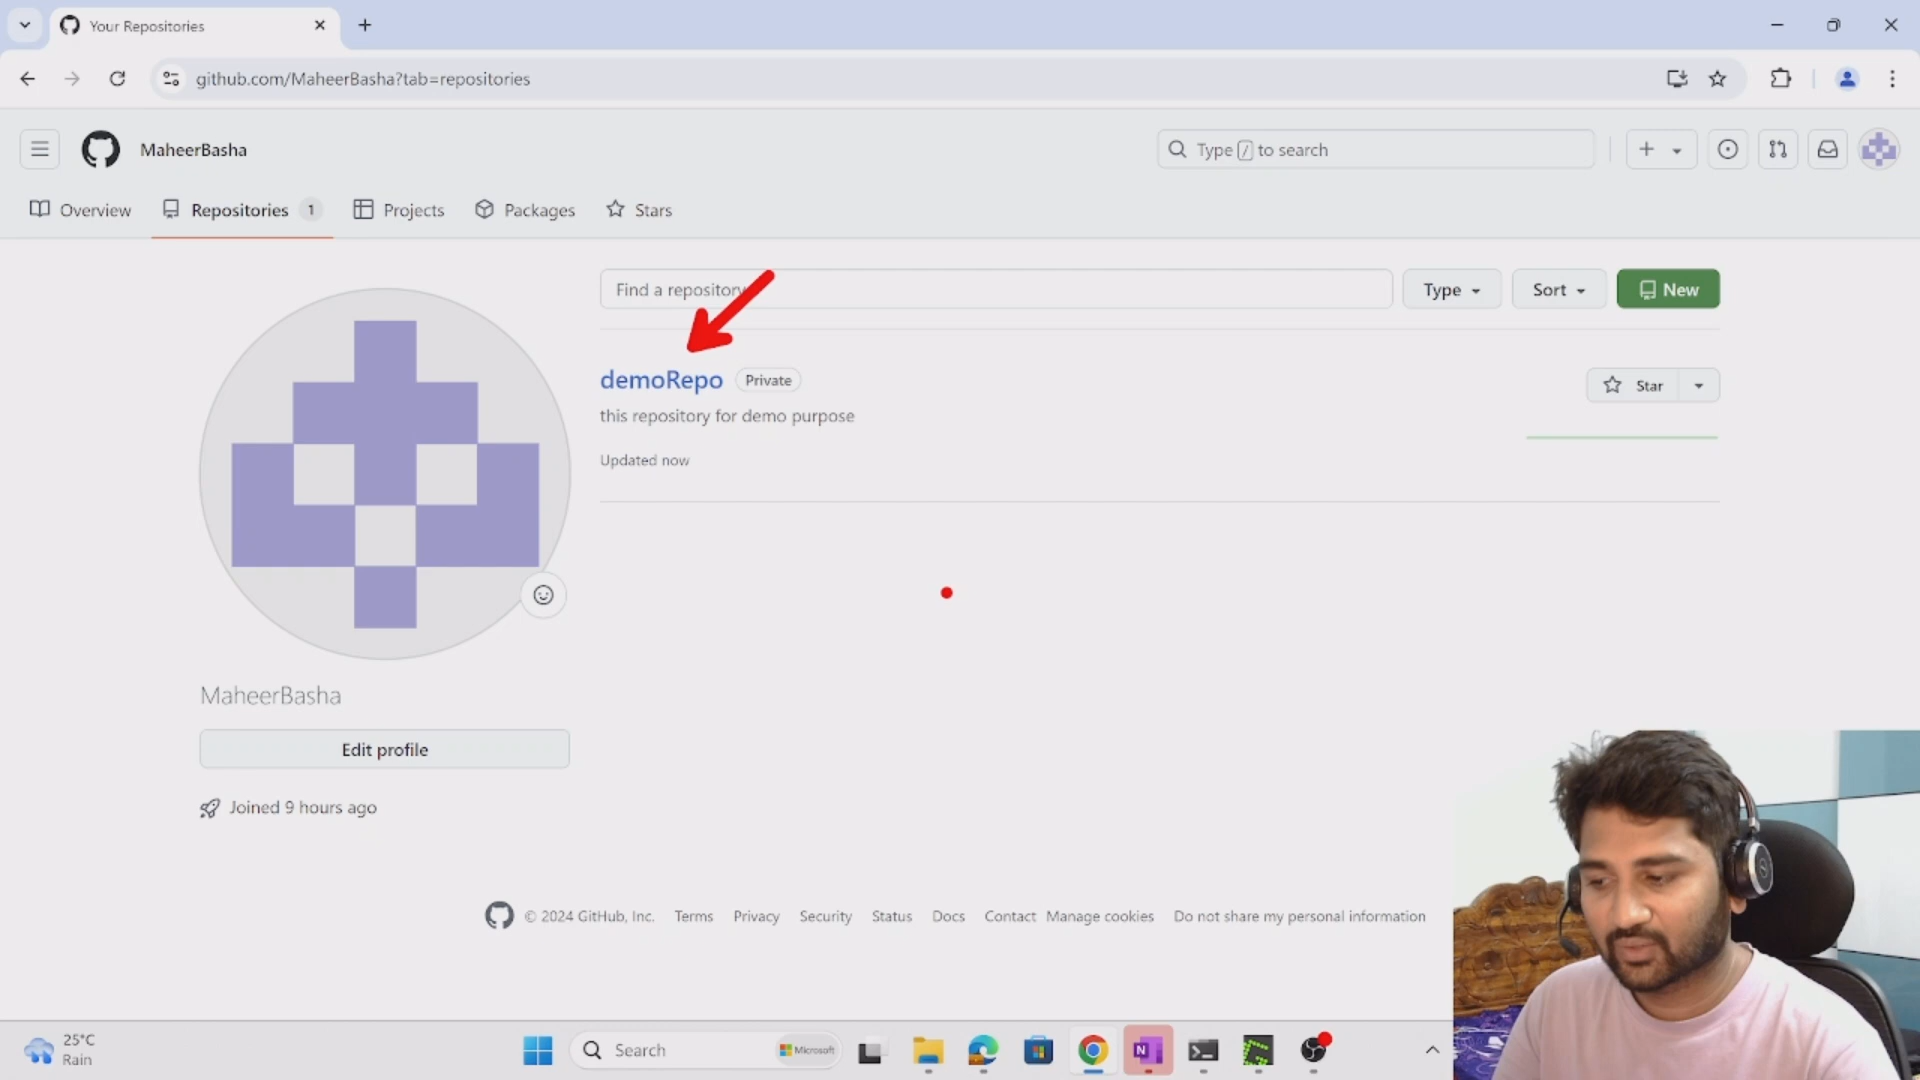 Your Repositories
github.com/MaheerBasha?tab=repositories
MaheerBasha
Type / to search
Overview
Repositories 1
Projects
Packages
Stars
Find a repository
Type
Sort
New
demoRepo Private
this repository for demo purpose
Updated now
Star
MaheerBasha
Edit profile
Joined 9 hours ago
© 2024 GitHub, Inc. Terms Privacy Security Status Docs Contact Manage cookies Do not share my personal information
25°C
Rain
Search
Microsoft
N